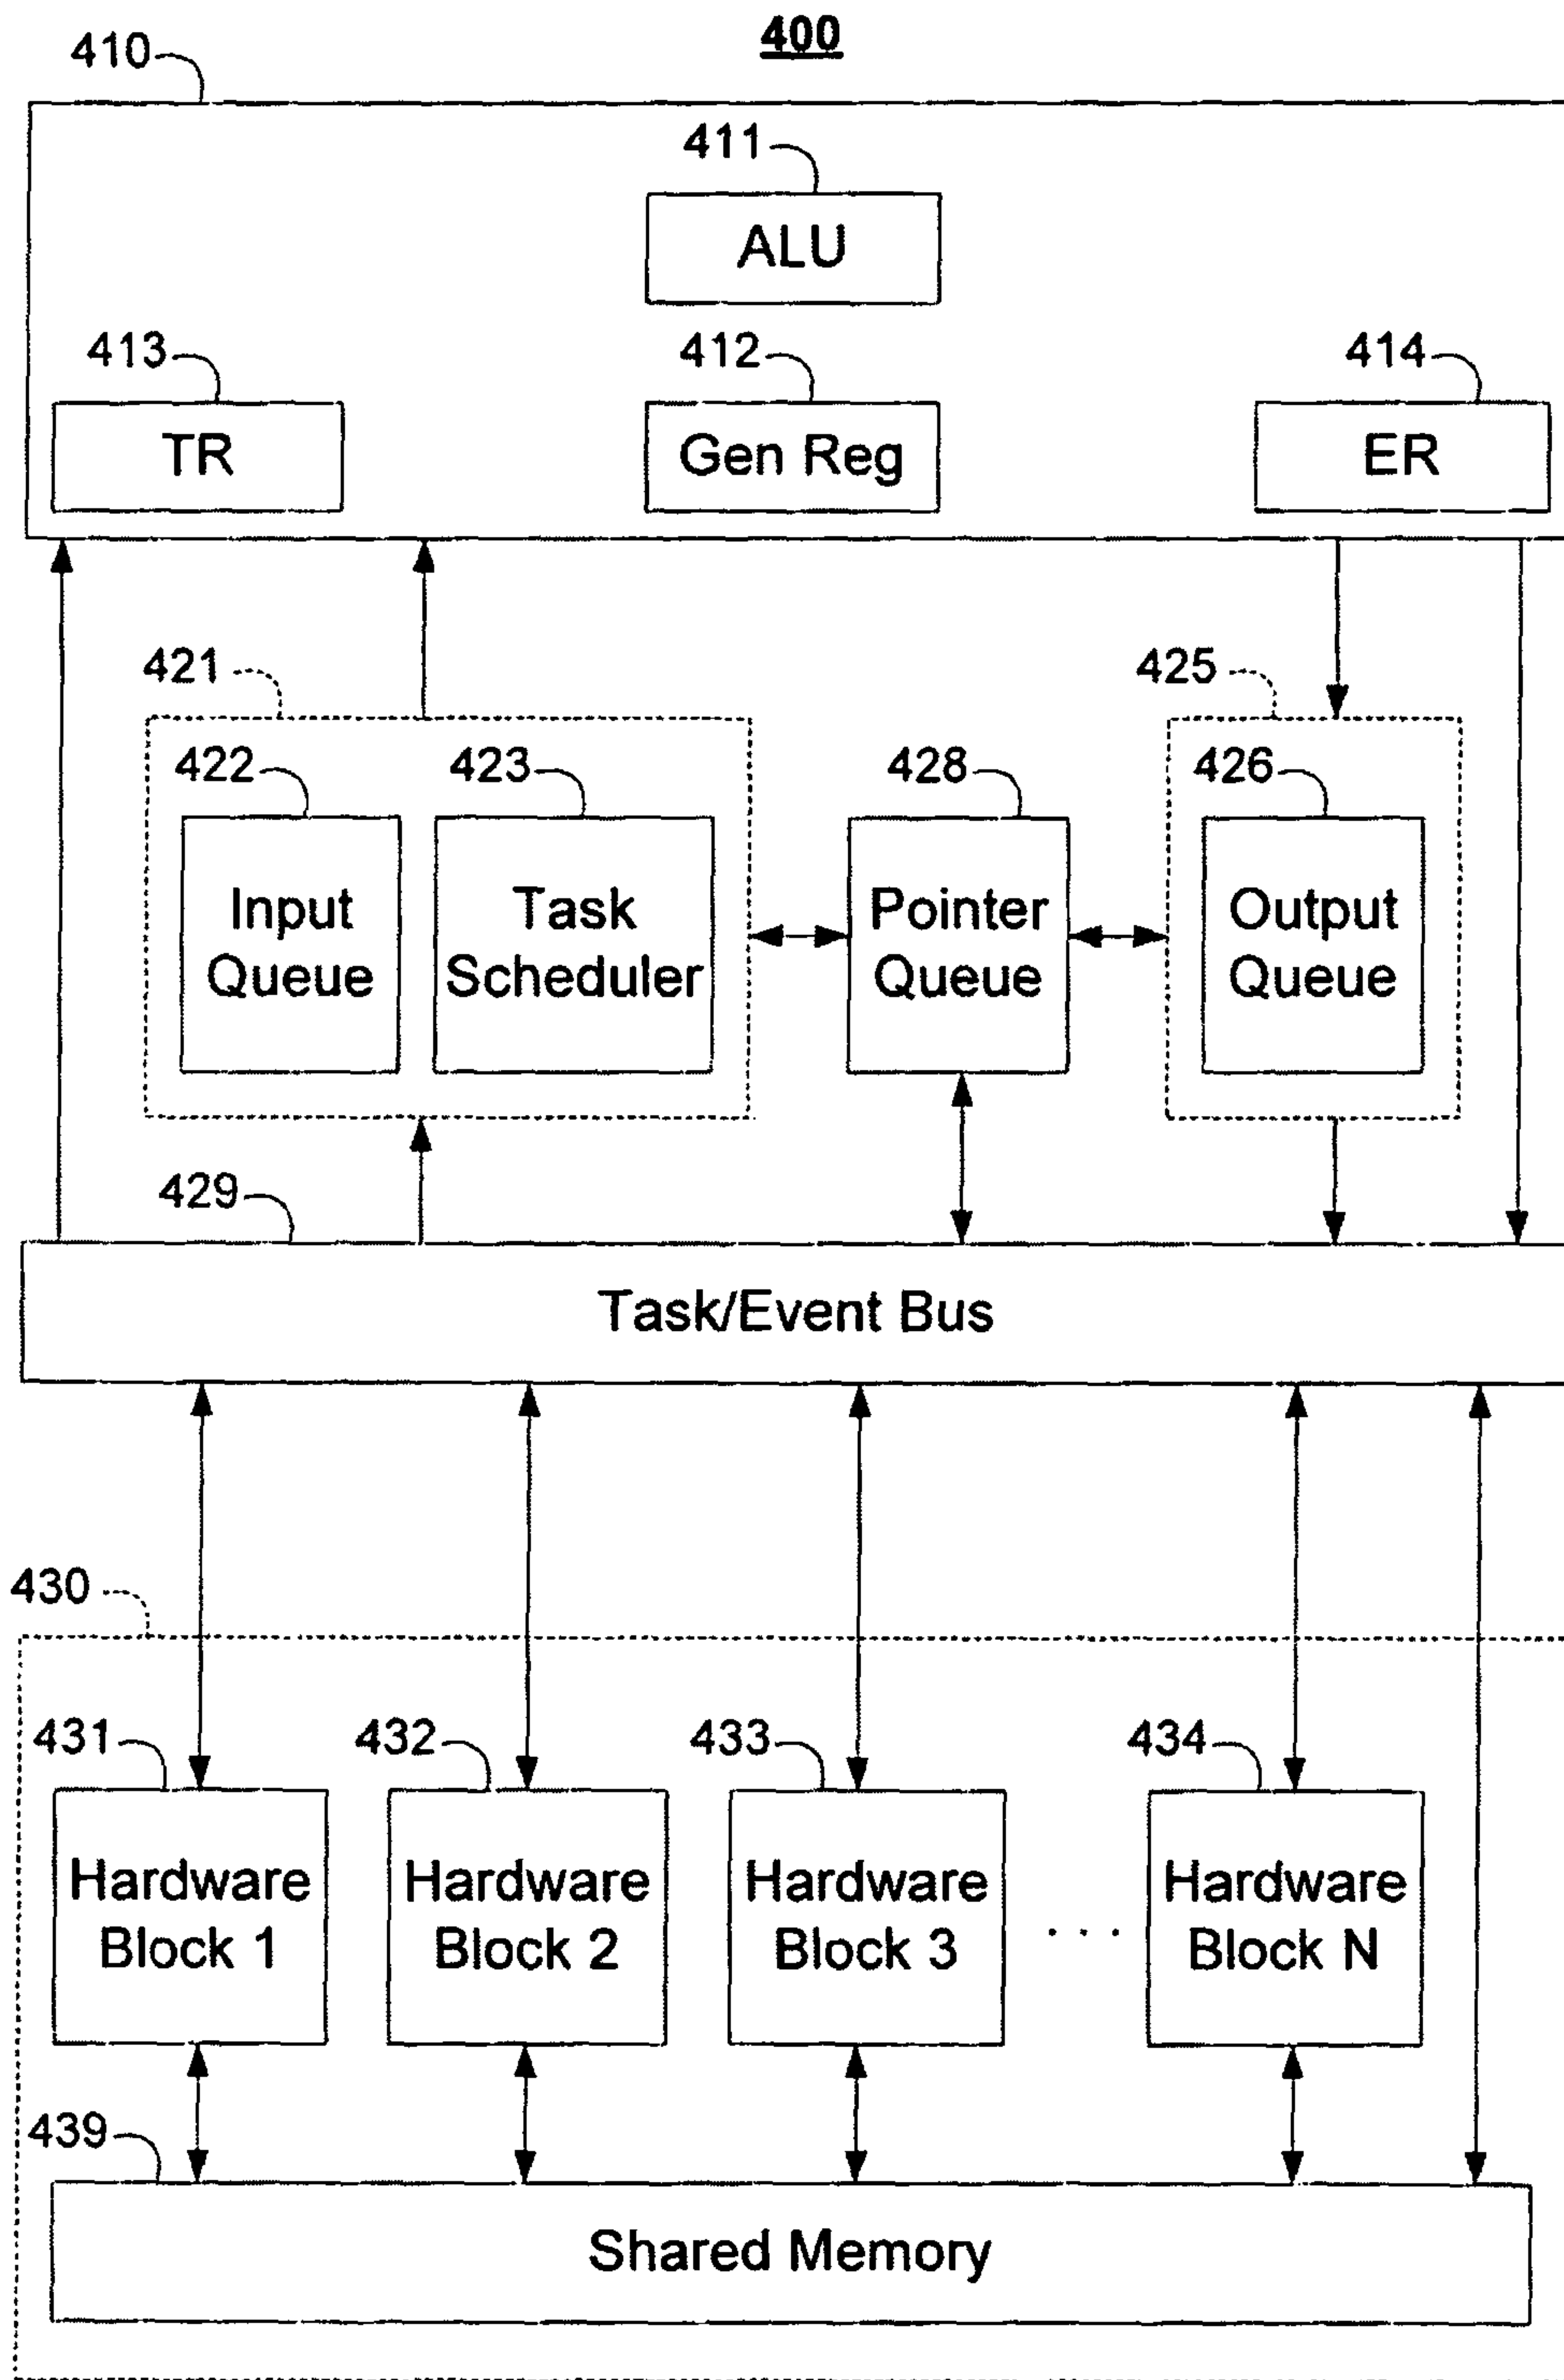 400
410
411
ALU
413
412
414
TR
Gen Reg
ER
421
425
422
423
428
426
Input
Queue
Task
Scheduler
Pointer
Queue
Output
Queue
429
Task/Event Bus
430
431
432
433
434
Hardware
Block 1
Hardware
Block 2
Hardware
Block 3
. . .
Hardware
Block N
439
Shared Memory